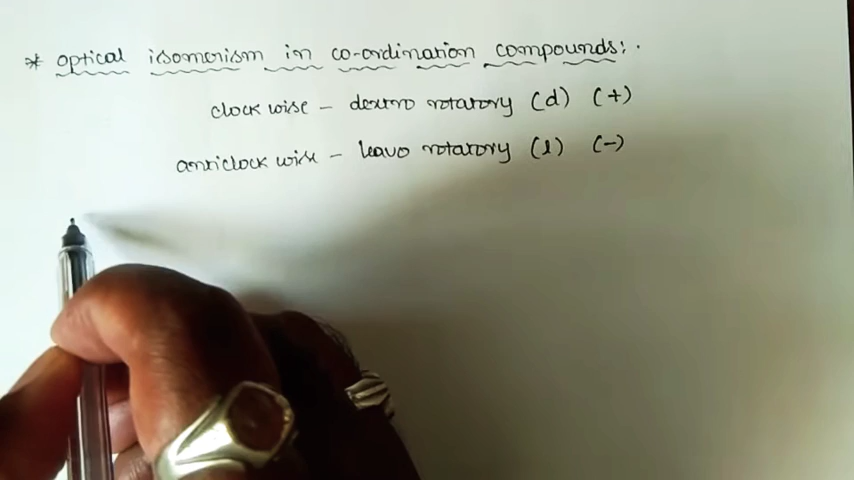 * optical isomerism in co-ordination compounds:.
clock wise - dextro rotatory (d) (+)
anticlock wise - leavo rotatory (l) (-)